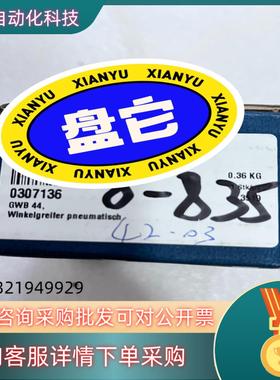 自动化科技
XIANYU
XIANYU
盘它
XIANYU
XIANYU
0307136
GWB 44,
Winkelgreifer pneumatisch
0.36 KG
0-835
42-03
321949929
咨询采购批发可对公开票
客服详情下单采购